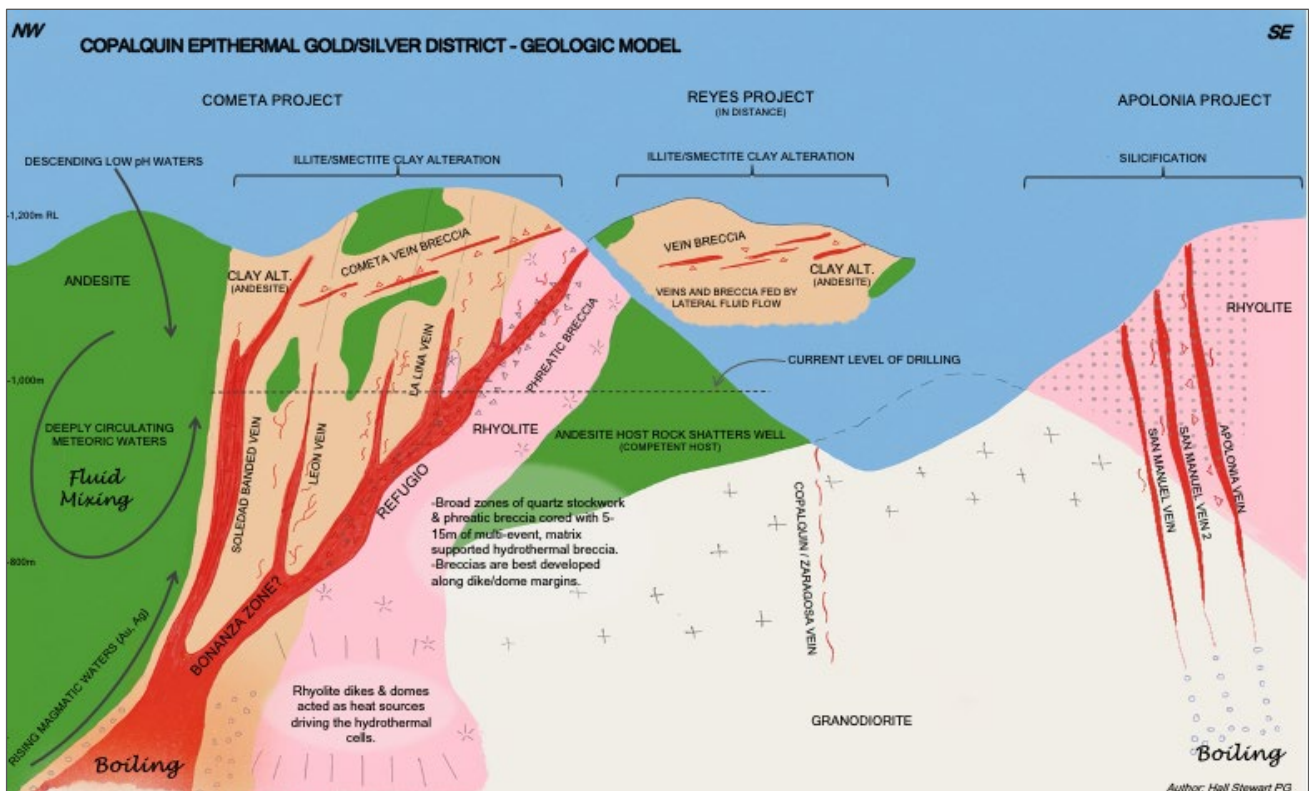 NW
SE
COPALQUIN EPITHERMAL GOLD/SILVER DISTRICT - GEOLOGIC MODEL
COMETA PROJECT
REYES PROJECT
(IN DISTANCE)
APOLONIA PROJECT
DESCENDING LOW pH WATERS
ILLITE/SMECTITE CLAY ALTERATION
ILLITE/SMECTITE CLAY ALTERATION
SILICIFICATION
-1,200m RL
ANDESITE
CLAY ALT.
(ANDESITE)
COMETA VEIN BRECCIA
VEIN BRECCIA
CLAY ALT.
(ANDESITE)
VEINS AND BRECCIA FED BY
LATERAL FLUID FLOW
RHYOLITE
PHREATIC BRECCIA
LA LINA VEIN
CURRENT LEVEL OF DRILLING
-1,000m
DEEPLY CIRCULATING
METEORIC WATERS
Fluid
Mixing
SOLEDAD BANDED VEIN
LEON VEIN
REFUGIO
RHYOLITE
ANDESITE HOST ROCK SHATTERS WELL
(COMPETENT HOST)
-Broad zones of quartz stockwork
& phreatic breccia cored with 5-
15m of multi-event, matrix
supported hydrothermal breccia.
-Breccias are best developed
along dike/dome margins.
COPALQUIN / ZARAGOSA VEIN
SAN MANUEL VEIN
SAN MANUEL VEIN 2
APOLONIA VEIN
-800m
BONANZA ZONE?
RISING MAGMATIC WATERS (Au, Ag)
Rhyolite dikes & domes
acted as heat sources
driving the hydrothermal
cells.
GRANODIORITE
Boiling
Boiling
Author: Hall Stewart PG